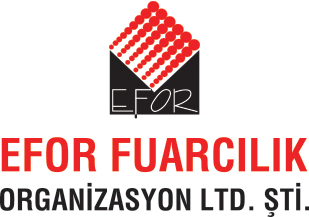 EFOR
EFOR FUARCILIK
ORGANİZASYON LTD. ŞTİ.